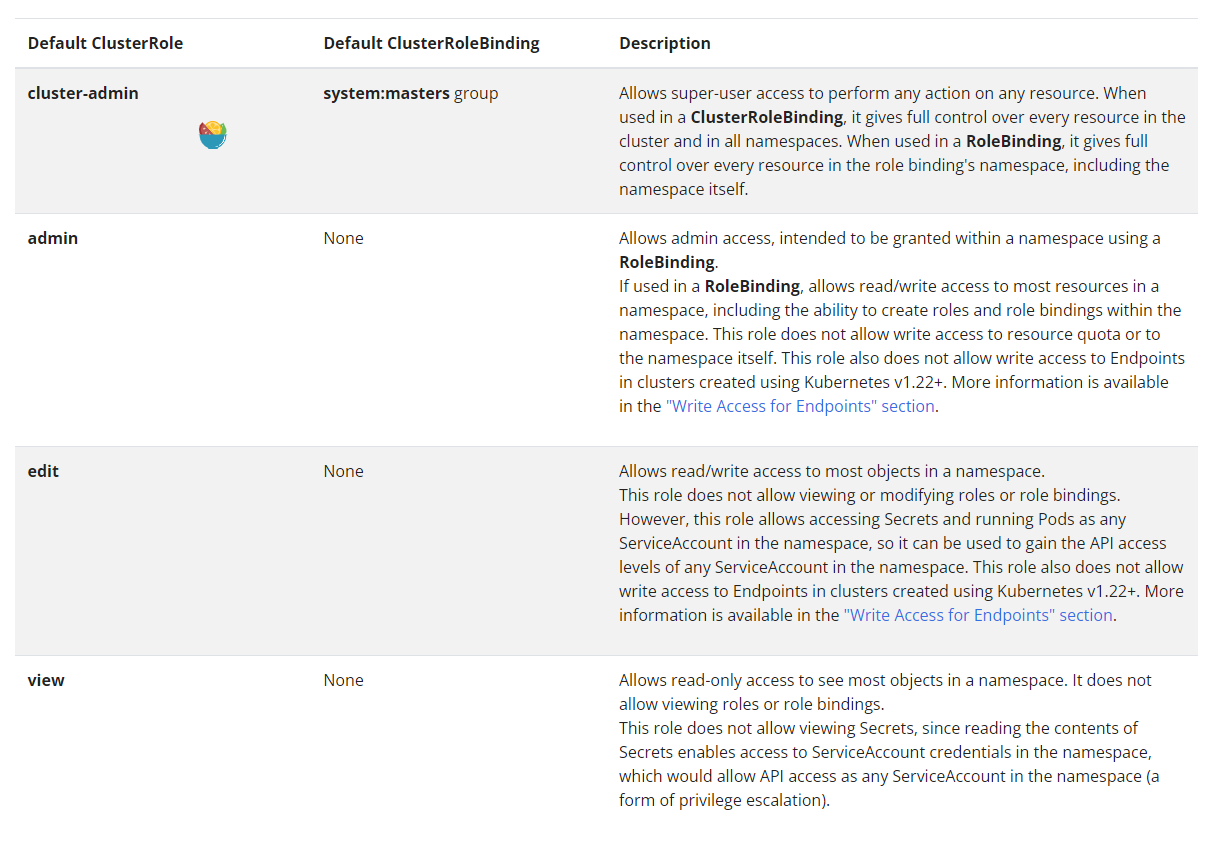 Default ClusterRole Default ClusterRoleBinding Description
cluster-admin system:masters group Allows super-user access to perform any action on any resource. When
used in a ClusterRoleBinding, it gives full control over every resource in the
cluster and in all namespaces. When used in a RoleBinding, it gives full
control over every resource in the role binding's namespace, including the
namespace itself.
admin None Allows admin access, intended to be granted within a namespace using a
RoleBinding.
If used in a RoleBinding, allows read/write access to most resources in a
namespace, including the ability to create roles and role bindings within the
namespace. This role does not allow write access to resource quota or to
the namespace itself. This role also does not allow write access to Endpoints
in clusters created using Kubernetes v1.22+. More information is available
in the "Write Access for Endpoints" section.
edit None Allows read/write access to most objects in a namespace.
This role does not allow viewing or modifying roles or role bindings.
However, this role allows accessing Secrets and running Pods as any
ServiceAccount in the namespace, so it can be used to gain the API access
levels of any ServiceAccount in the namespace. This role also does not allow
write access to Endpoints in clusters created using Kubernetes v1.22+. More
information is available in the "Write Access for Endpoints" section.
view None Allows read-only access to see most objects in a namespace. It does not
allow viewing roles or role bindings.
This role does not allow viewing Secrets, since reading the contents of
Secrets enables access to ServiceAccount credentials in the namespace,
which would allow API access as any ServiceAccount in the namespace (a
form of privilege escalation).